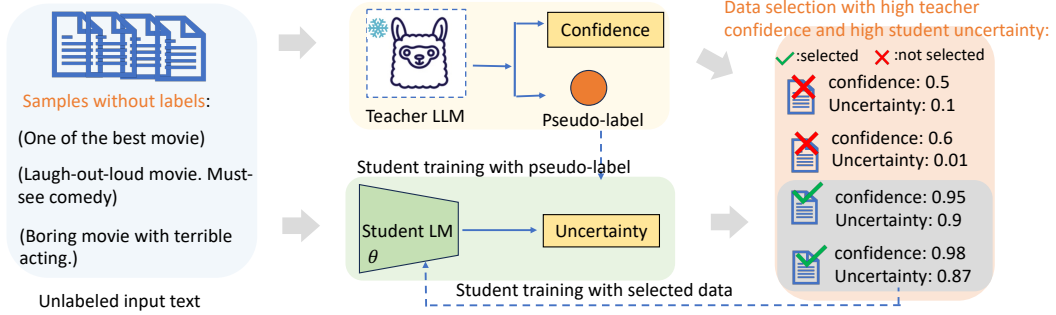 Samples without labels:
(One of the best movie)
(Laugh-out-loud movie. Must-
see comedy)
(Boring movie with terrible
acting.)
Unlabeled input text
Teacher LLM
Confidence
Pseudo-label
Student training with pseudo-label
Student LM
θ
Uncertainty
Student training with selected data
Data selection with high teacher
confidence and high student uncertainty:
:selected
:not selected
confidence: 0.5
Uncertainty: 0.1
confidence: 0.6
Uncertainty: 0.01
confidence: 0.95
Uncertainty: 0.9
confidence: 0.98
Uncertainty: 0.87